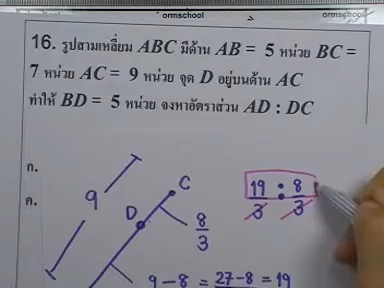 ormschool
ormschool
16. รูปสามเหลี่ยม ABC มีด้าน AB = 5 หน่วย BC =
7 หน่วย AC = 9 หน่วย จุด D อยู่บนด้าน AC
ทำให้ BD = 5 หน่วย จงหาอัตราส่วน AD : DC
ก.
ค.
C
19/3 : 8/3
9
D
8/3
9 - 8 = 27 - 8 = 19